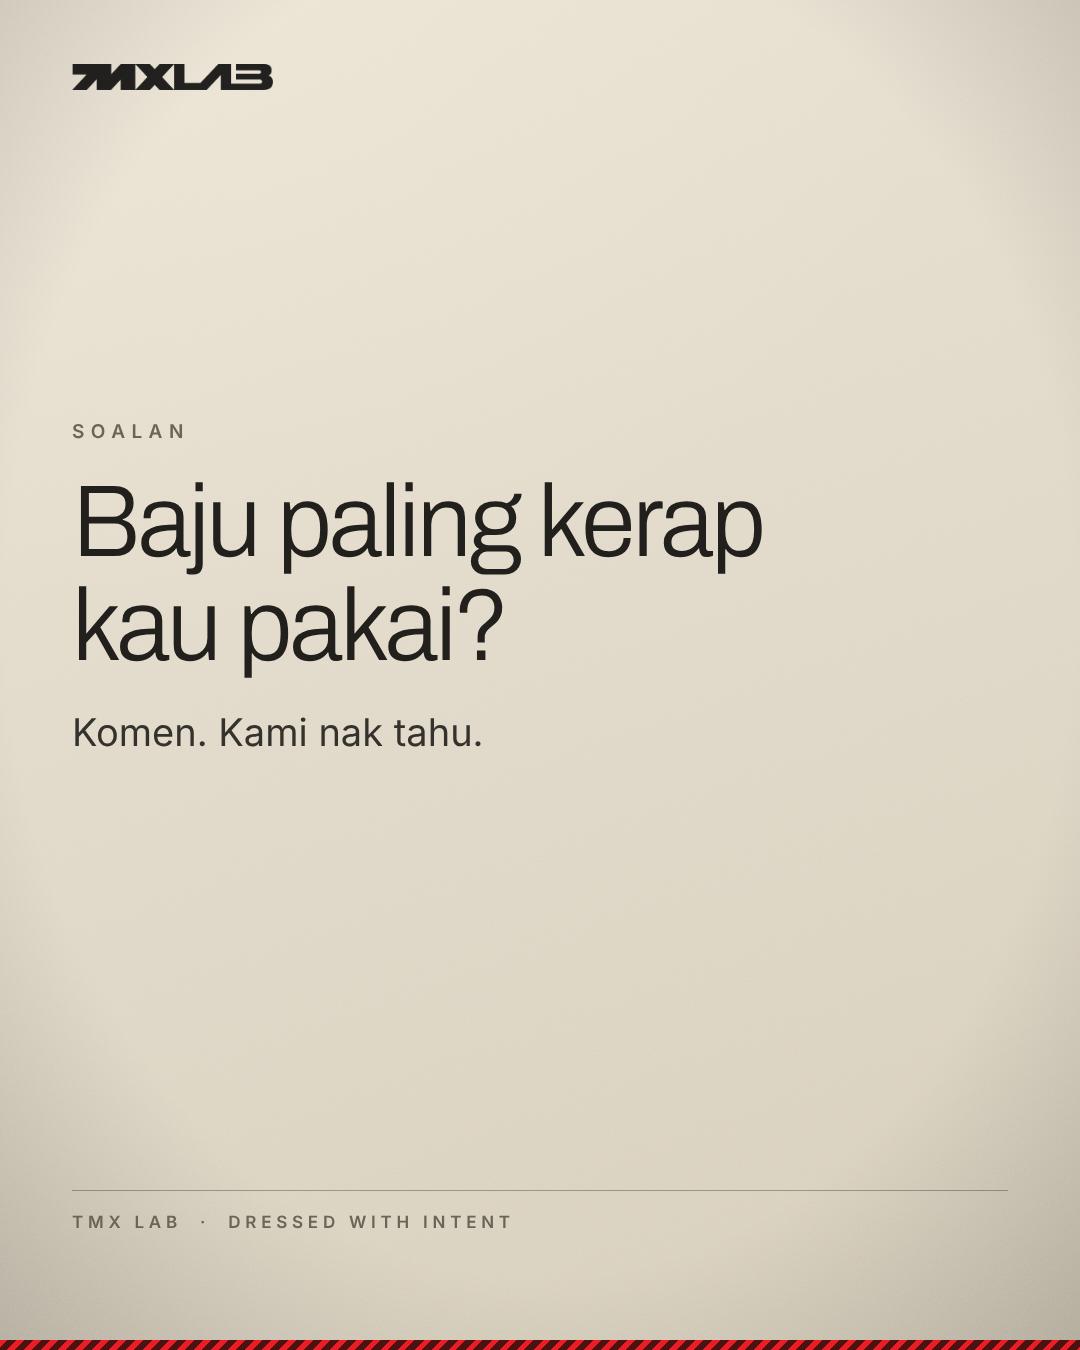 TMXLAB
SOALAN
Baju paling kerap
kau pakai?
Komen. Kami nak tahu.
TMX LAB · DRESSED WITH INTENT